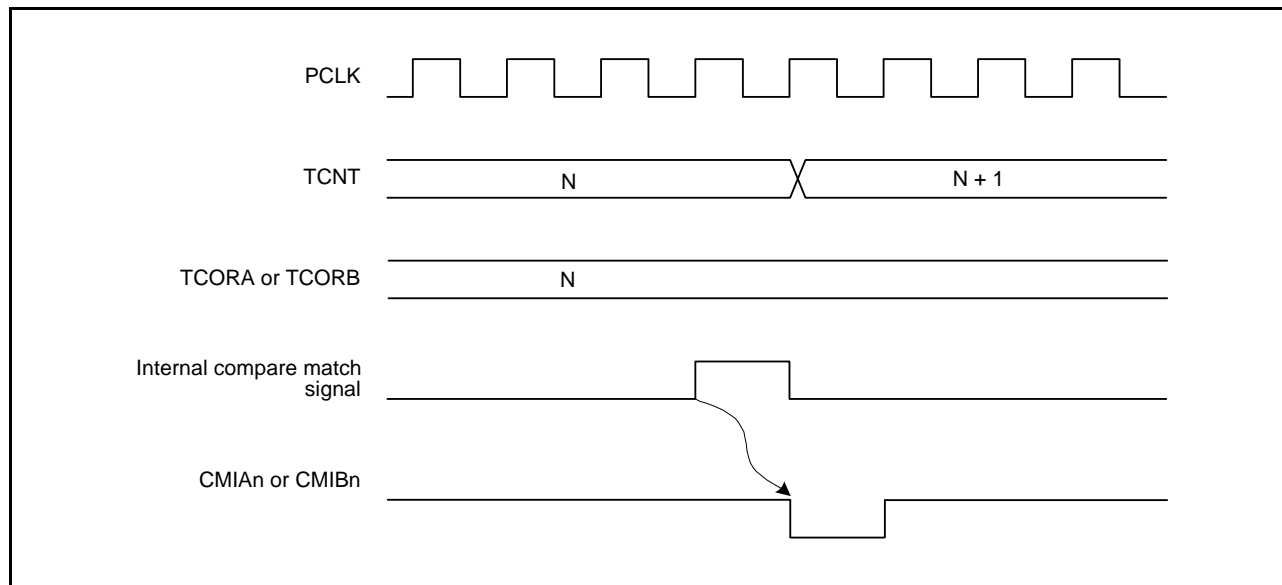 PCLK
TCNT
N
N + 1
TCORA or TCORB
N
Internal compare match
signal
CMIAn or CMIBn